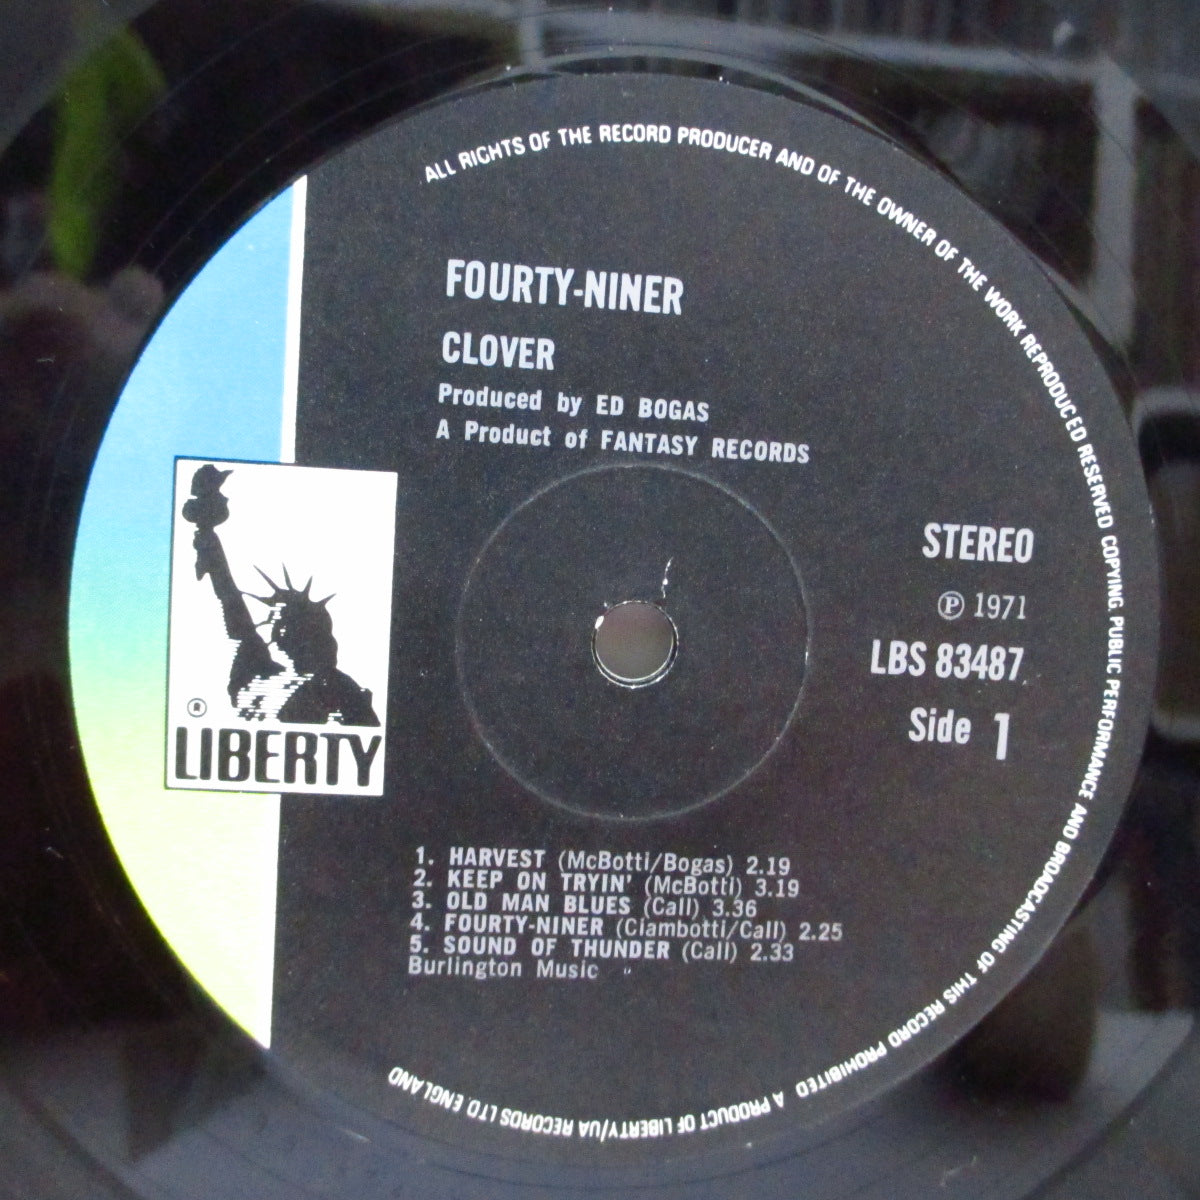 ALL RIGHTS OF THE RECORD PRODUCER AND OF THE OWNER OF THE WORK REPRODUCED RESERVED COPYING. PUBLIC PERFORMANCE AND BROADCASTING OF THIS RECORD PROHIBITED A PRODUCT OF LIBERTY/UA RECORDS LTD. ENGLAND
FOURTY-NINER
CLOVER
Produced by ED BOGAS
A Product of FANTASY RECORDS
STEREO
℗ 1971
LBS 83487
Side 1
®
LIBERTY
1. HARVEST (McBotti/Bogas) 2.19
2. KEEP ON TRYIN' (McBotti) 3.19
3. OLD MAN BLUES (Call) 3.36
4. FOURTY-NINER (Ciambotti/Call) 2.25
5. SOUND OF THUNDER (Call) 2.33
Burlington Music "